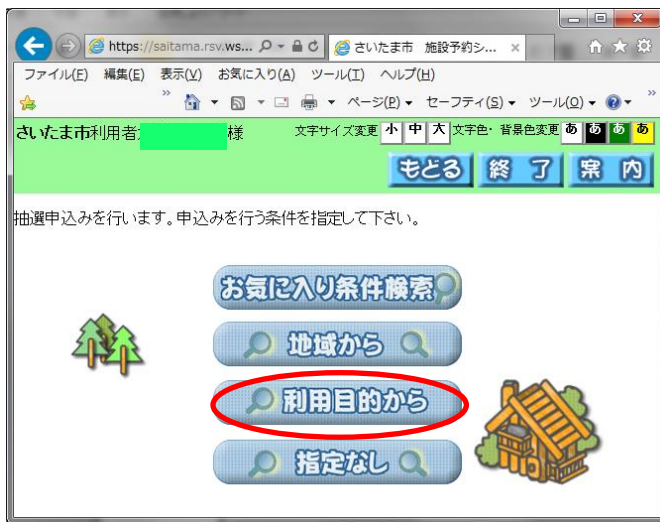 https://saitama.rsv.ws...
さいたま市 施設予約シ...
ファイル(F) 編集(E) 表示(V) お気に入り(A) ツール(T) ヘルプ(H)
ページ(P) セーフティ(S) ツール(O)
さいたま市利用者 様 文字サイズ変更 小 中 大 文字色・背景色変更 あ あ あ あ
もどる 終了 案内
抽選申込みを行います。申込みを行う条件を指定して下さい。
お気に入り条件検索
地域から
利用目的から
指定なし